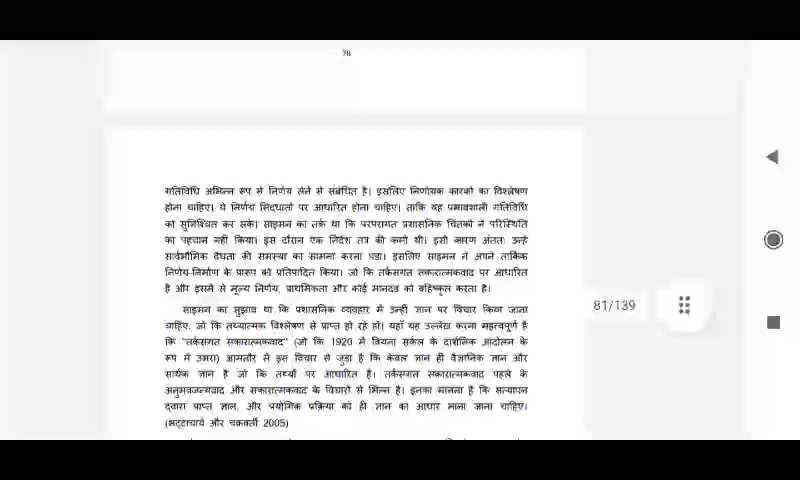 78
गतिविधि अभिन्न रूप से निर्णय लेने से संबंधित है। इसलिए निर्णायक कारकों का विश्लेषण
होना चाहिए। ये निर्णय सिद्धांतों पर आधारित होना चाहिए। ताकि यह प्रभावशाली गतिविधि
को सुनिश्चित कर सके। साइमन का तर्क था कि परंपरागत प्रशासनिक चिंतकों ने परिस्थिति
का पहचान नहीं किया। इस दौरान एक निर्देश तंत्र की कमी थी। इसी कारण अंततः उन्हें
सार्वभौमिक वैधता की समस्या का सामना करना पड़ा। इसलिए साइमन ने अपने तार्किक
निर्णय-निर्माण के प्रारूप को प्रतिपादित किया। जो कि तर्कसंगत सकारात्मकवाद पर आधारित
है और इसमें से मूल्य निर्णय, प्राथमिकता और कोई मानदंड को बहिष्कृत करता है।
साइमन का सुझाव था कि प्रशासनिक व्यवहार में उन्हीं ज्ञान पर विचार किया जाना
चाहिए, जो कि तथ्यात्मक विश्लेषण से प्राप्त हो रहे हों। यहाँ यह उल्लेख करना महत्वपूर्ण है
कि "तर्कसंगत सकारात्मकवाद" (जो कि 1920 में वियना सर्कल के दार्शनिक आंदोलन के
रूप में उभरा) आमतौर से इस विचार से जुड़ा है कि केवल ज्ञान ही वैज्ञानिक ज्ञान और
सार्थक ज्ञान है जो कि तथ्यों पर आधारित है। तर्कसंगत सकारात्मकवाद पहले के
अनुभवजन्यवाद और सकारात्मकवाद के विचारों से भिन्न है। इनका मानना है कि सत्यापन
द्वारा प्राप्त ज्ञान, और प्रयोगिक प्रक्रिया को ही ज्ञान का आधार माना जाना चाहिए।
(भट्टाचार्य और चक्रवर्ती 2005)
81/139